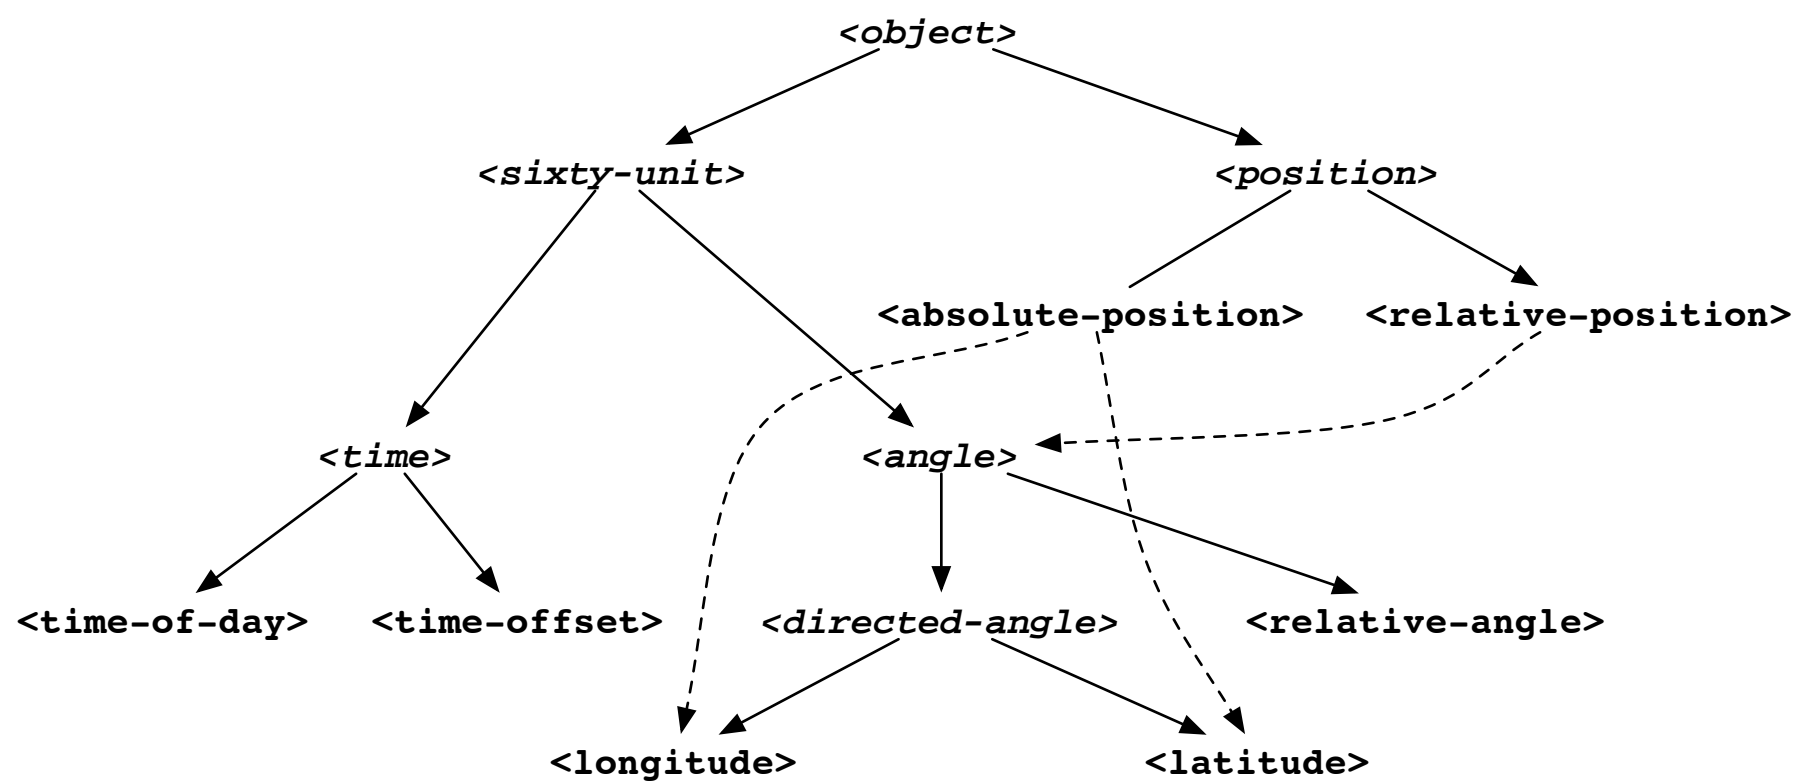 <object>
<sixty-unit> <position>
<absolute-position> <relative-position>
<time> <angle>
<time-of-day> <time-offset> <directed-angle> <relative-angle>
<longitude> <latitude>